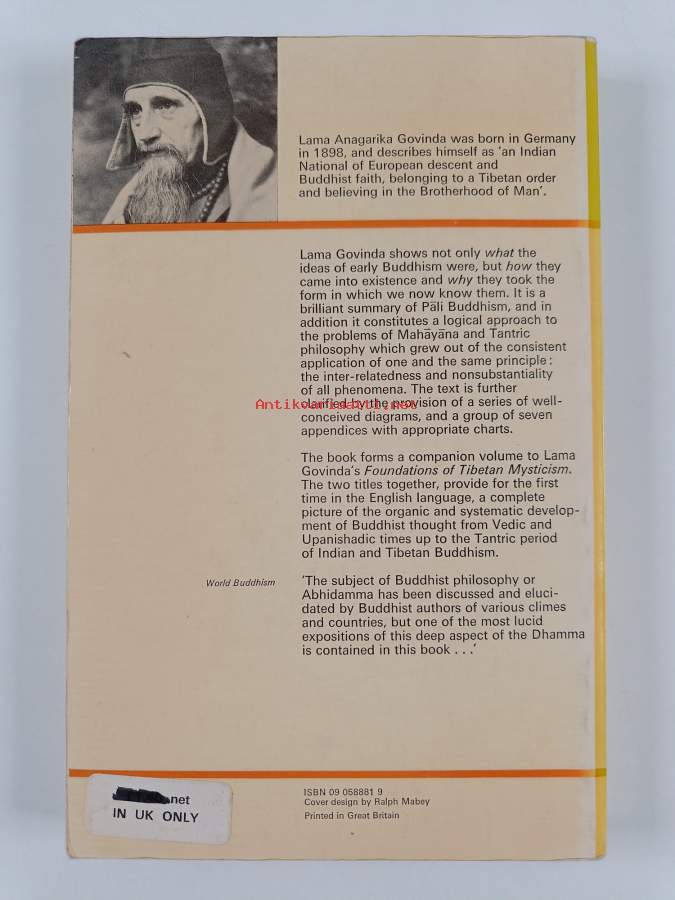 Lama Anagarika Govinda was born in Germany
in 1898, and describes himself as 'an Indian
National of European descent and
Buddhist faith, belonging to a Tibetan order
and believing in the Brotherhood of Man'.
Lama Govinda shows not only what the
ideas of early Buddhism were, but how they
came into existence and why they took the
form in which we now know them. It is a
brilliant summary of Pāli Buddhism, and in
addition it constitutes a logical approach to
the problems of Mahāyāna and Tantric
philosophy which grew out of the consistent
application of one and the same principle:
the inter-relatedness and nonsubstantiality
of all phenomena. The text is further
clarified by the provision of a series of well-
Antikvariaatti.net
conceived diagrams, and a group of seven
appendices with appropriate charts.
The book forms a companion volume to Lama
Govinda's Foundations of Tibetan Mysticism.
The two titles together, provide for the first
time in the English language, a complete
picture of the organic and systematic develop-
ment of Buddhist thought from Vedic and
Upanishadic times up to the Tantric period
of Indian and Tibetan Buddhism.
World Buddhism
'The subject of Buddhist philosophy or
Abhidamma has been discussed and eluci-
dated by Buddhist authors of various climes
and countries, but one of the most lucid
expositions of this deep aspect of the Dhamma
is contained in this book . . .'
ISBN 09 058881 9
Cover design by Ralph Mabey
Printed in Great Britain
net
IN UK ONLY